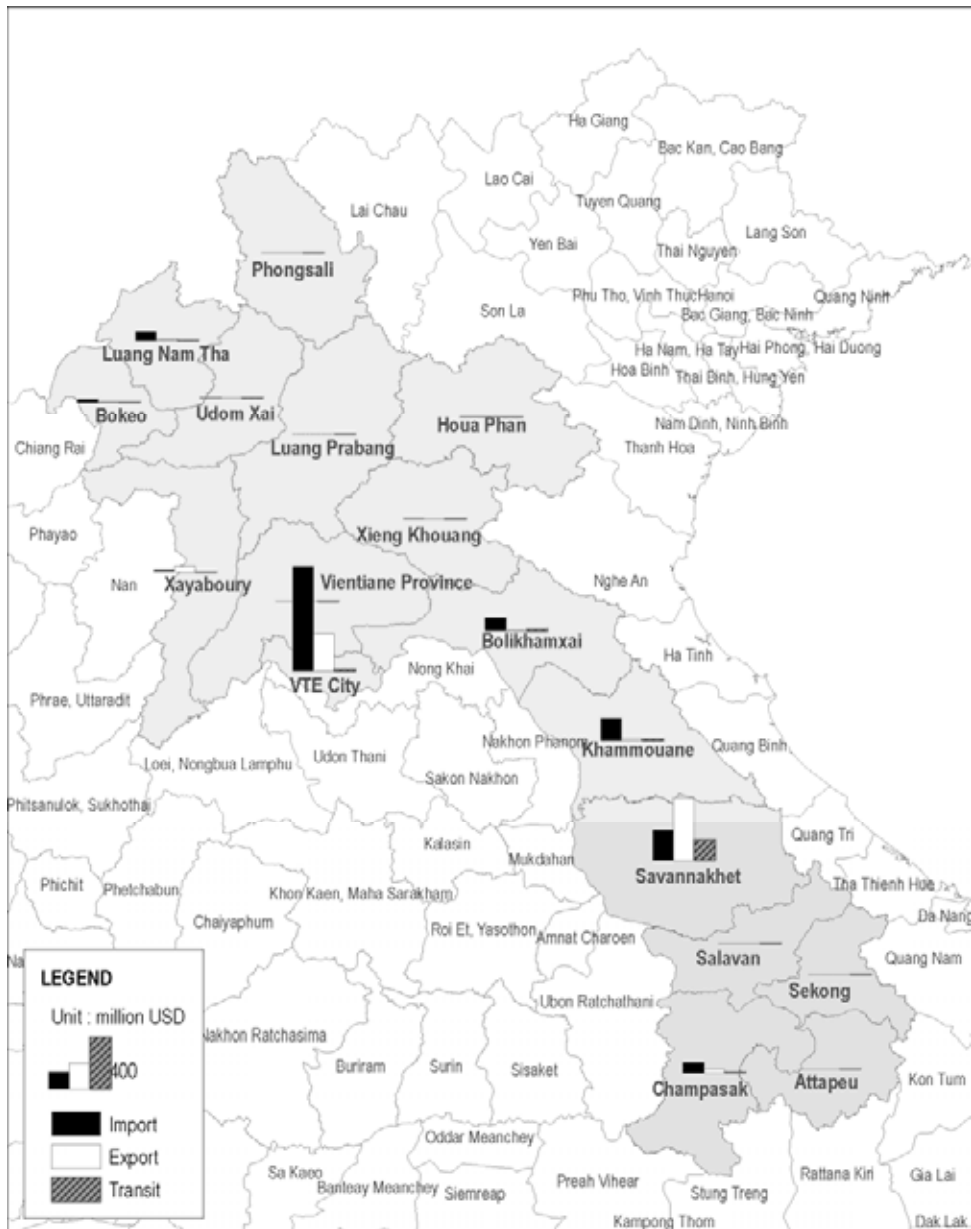 Ha Giang
Bac Kan, Cao Bang
Lao Cai
Lai Chau
Tuyen Quang
Lang Son
Yen Bai
Thai Nguyen
Phongsali
Phu Tho, Vinh Thuc
Hanoi
Quang Ninh
Son La
Bac Giang, Bac Ninh
Luang Nam Tha
Ha Nam, Ha Tay
Hai Phong, Hai Duong
Hoa Binh
Thai Binh, Hung Yen
Bokeo
Udom Xai
Houa Phan
Nam Dinh, Ninh Binh
Chiang Rai
Luang Prabang
Thanh Hoa
Phayao
Xieng Khouang
Nan
Xayaboury
Vientiane Province
Nghe An
Bolikhamxai
Ha Tinh
Nong Khai
VTE City
Phrae, Uttaradit
Nakhon Phanom
Khammouane
Quang Binh
Udon Thani
Loei, Nongbua Lamphu
Sakon Nakhon
Phitsanulok, Sukhothai
Quang Tri
Kalasin
Mukdahan
Savannakhet
Phichit
Phetchabun
Khon Kaen, Maha Sarakham
Tha Thienh Hue
Chaiyaphum
Roi Et, Yasothon
Amnat Charoen
Da Nang
Na
Salavan
Quang Nam
LEGEND
Sekong
Ubon Ratchathani
Unit : million USD
Nakhon Ratchasima
400
Buriram
Surin
Sisaket
Champasak
Attapeu
Kon Tum
Import
Export
Transit
Oddar Meanchey
Sa Kaeo
Banteay Meanchey
Siemreap
Preah Vihear
Stung Treng
Rattana Kiri
Gia Lai
Kampong Thom
Dak Lak